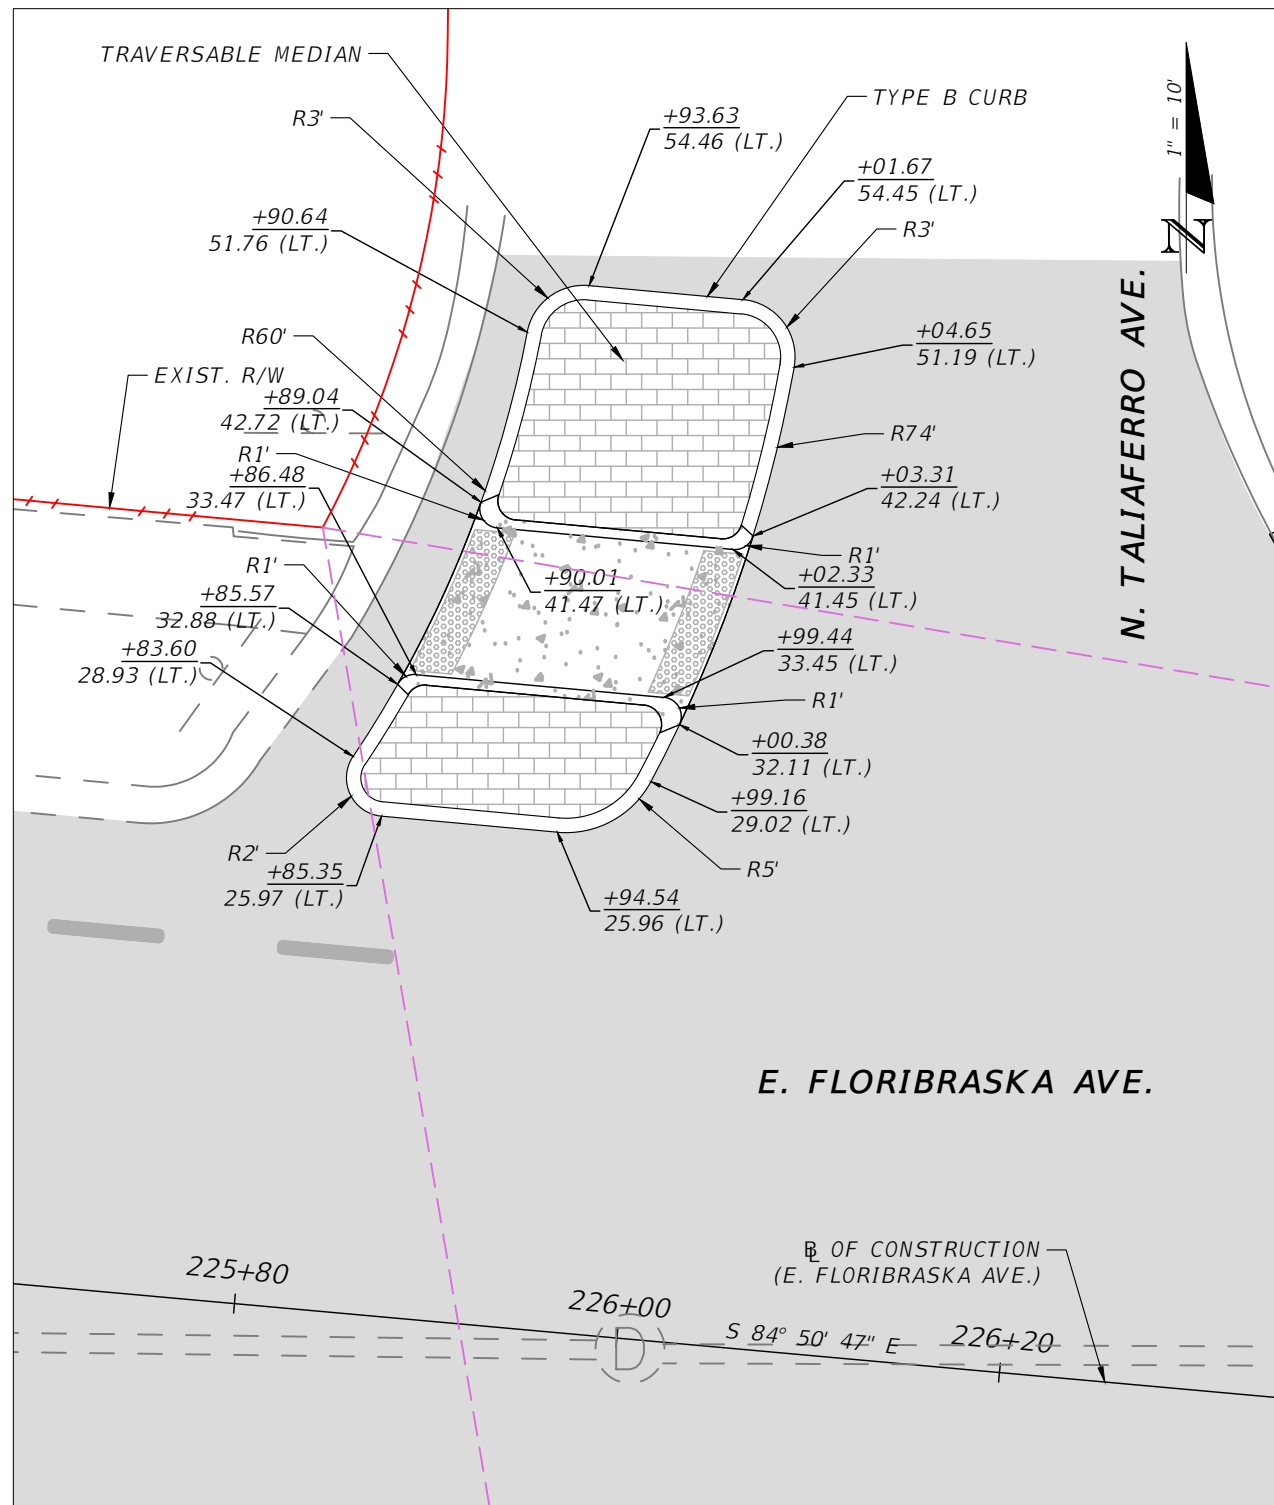 TRAVERSABLE MEDIAN
R3'
+93.63
54.46 (LT.)
TYPE B CURB
1" = 10'
N
+01.67
54.45 (LT.)
R3'
+90.64
51.76 (LT.)
R60'
+04.65
51.19 (LT.)
N. TALIAFERRO AVE.
EXIST. R/W
+89.04
42.72 (LT.)
R74'
R1'
+86.48
33.47 (LT.)
+03.31
42.24 (LT.)
R1'
R1'
+90.01
41.47 (LT.)
+02.33
41.45 (LT.)
+85.57
32.88 (LT.)
+83.60
28.93 (LT.)
+99.44
33.45 (LT.)
R1'
+00.38
32.11 (LT.)
+99.16
29.02 (LT.)
R2'
+85.35
25.97 (LT.)
R5'
+94.54
25.96 (LT.)
E. FLORIBRASKA AVE.
BL OF CONSTRUCTION
(E. FLORIBRASKA AVE.)
225+80
226+00
S 84° 50' 47" E
226+20
D